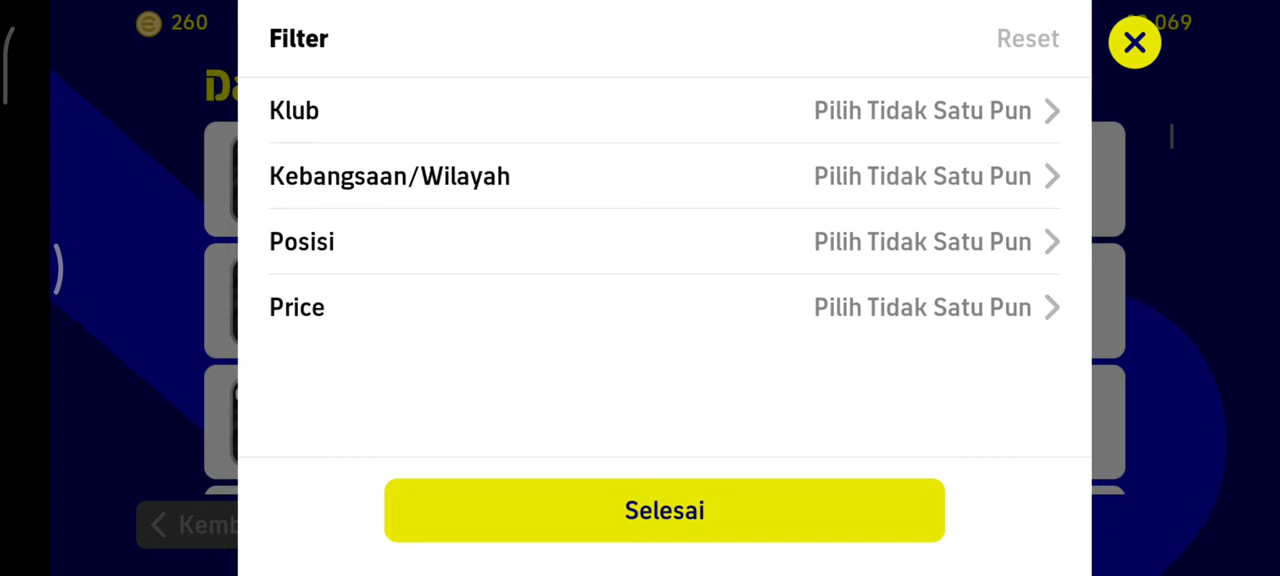 260
Filter
Reset
Klub
Pilih Tidak Satu Pun
Kebangsaan/Wilayah
Pilih Tidak Satu Pun
Posisi
Pilih Tidak Satu Pun
Price
Pilih Tidak Satu Pun
Selesai